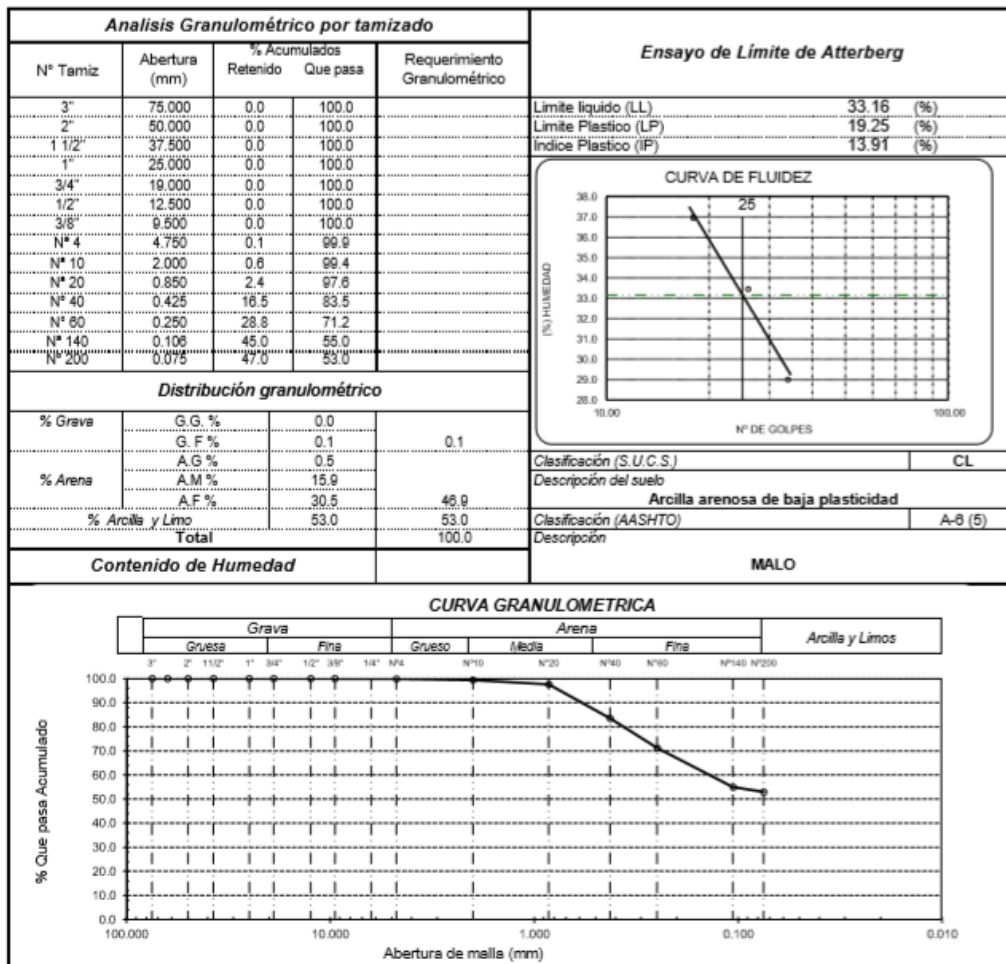 Analisis Granulométrico por tamizado
N° Tamiz Abertura (mm) % Acumulados Retenido Que pasa Requerimiento Granulométrico
3" 75.000 0.0 100.0
2" 50.000 0.0 100.0
1 1/2" 37.500 0.0 100.0
1" 25.000 0.0 100.0
3/4" 19.000 0.0 100.0
1/2" 12.500 0.0 100.0
3/8" 9.500 0.0 100.0
N° 4 4.750 0.1 99.9
N° 10 2.000 0.6 99.4
N° 20 0.850 2.4 97.6
N° 40 0.425 16.5 83.5
N° 60 0.250 28.8 71.2
N° 140 0.106 45.0 55.0
N° 200 0.075 47.0 53.0
Distribución granulométrico
% Grava G.G. % 0.0
G. F % 0.1 0.1
A.G % 0.5
% Arena A.M % 15.9
A.F % 30.5 46.9
% Arcilla y Limo 53.0 53.0
Total 100.0
Contenido de Humedad
Ensayo de Límite de Atterberg
Limite liquido (LL) 33.16 (%)
Limite Plastico (LP) 19.25 (%)
Indice Plastico (IP) 13.91 (%)
CURVA DE FLUIDEZ
25
38.0
37.0
36.0
35.0
34.0
33.0
32.0
31.0
30.0
29.0
28.0
(%) HUMEDAD
10.00 100.00
N° DE GOLPES
Clasificación (S.U.C.S.) CL
Descripción del suelo
Arcilla arenosa de baja plasticidad
Clasificación (AASHTO) A-6 (5)
Descripción
MALO
CURVA GRANULOMETRICA
Grava Arena Arcilla y Limos
Gruesa Fina Grueso Media Fina
3" 2" 11/2" 1" 3/4" 1/2" 3/8" 1/4" N°4 N°10 N°20 N°40 N°60 N°140 N°200
100.0
90.0
80.0
70.0
60.0
50.0
40.0
30.0
20.0
10.0
0.0
% Que pasa Acumulado
100.000 10.000 1.000 0.100 0.010
Abertura de malla (mm)